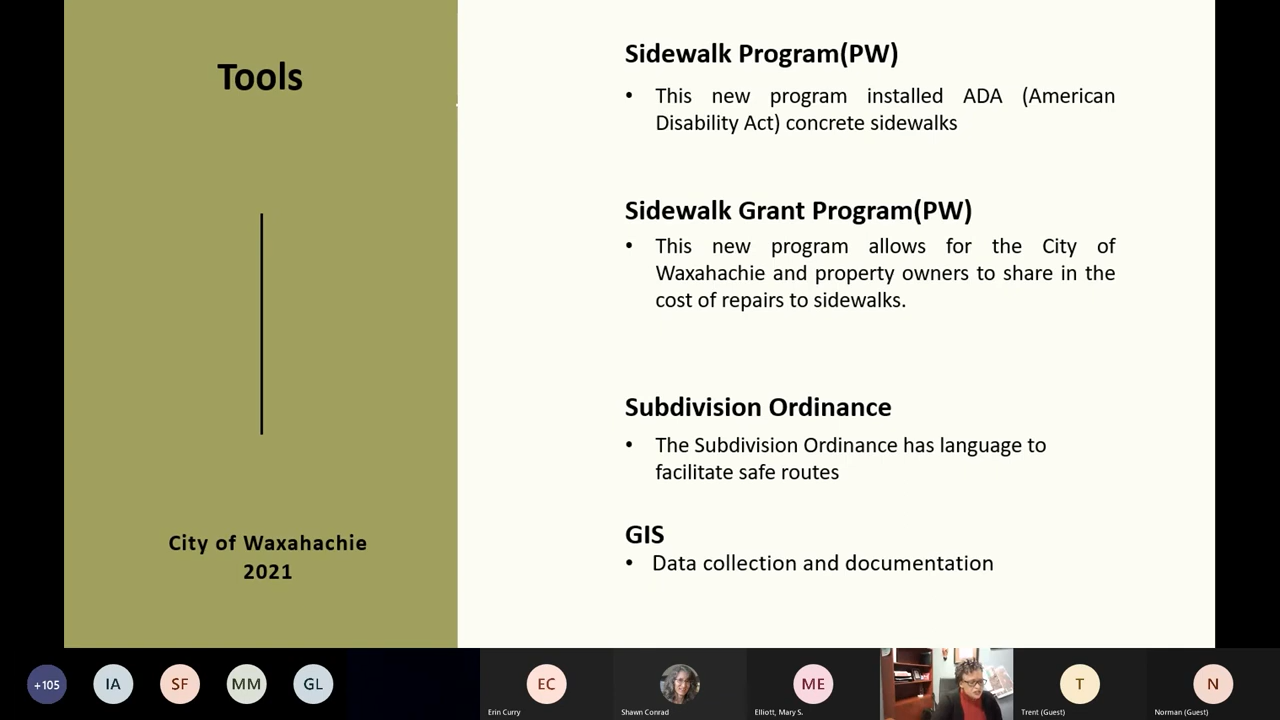 Tools
City of Waxahachie
2021
Sidewalk Program(PW)
• This new program installed ADA (American
Disability Act) concrete sidewalks
Sidewalk Grant Program(PW)
• This new program allows for the City of
Waxahachie and property owners to share in the
cost of repairs to sidewalks.
Subdivision Ordinance
• The Subdivision Ordinance has language to
facilitate safe routes
GIS
• Data collection and documentation
+105 IA SF MM GL EC ME T N
Erin Curry Shawn Conrad Elliott, Mary S. Trent (Guest) Norman (Guest)